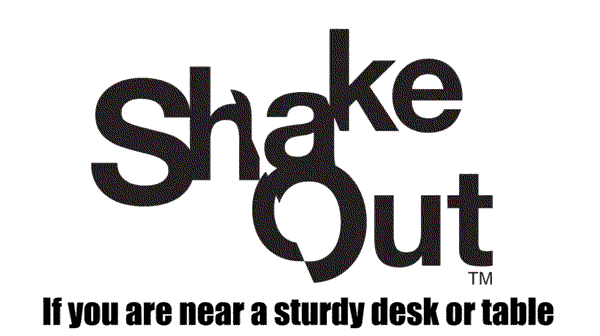 Shake
Out
TM
If you are near a sturdy desk or table